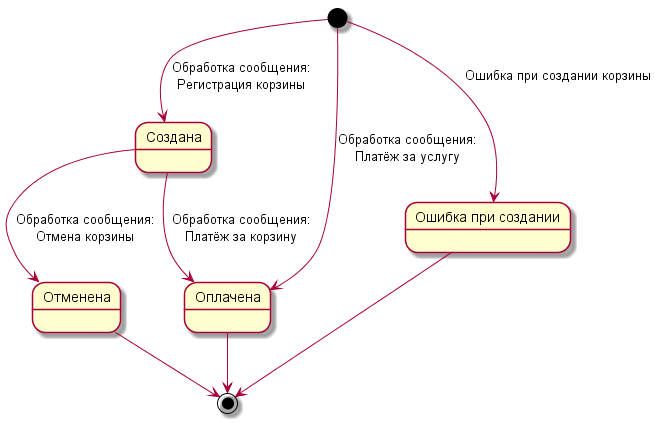 Обработка сообщения:
Регистрация корзины
Ошибка при создании корзины
Создана
Обработка сообщения:
Платёж за услугу
Обработка сообщения:
Отмена корзины
Обработка сообщения:
Платёж за корзину
Ошибка при создании
Отменена
Оплачена